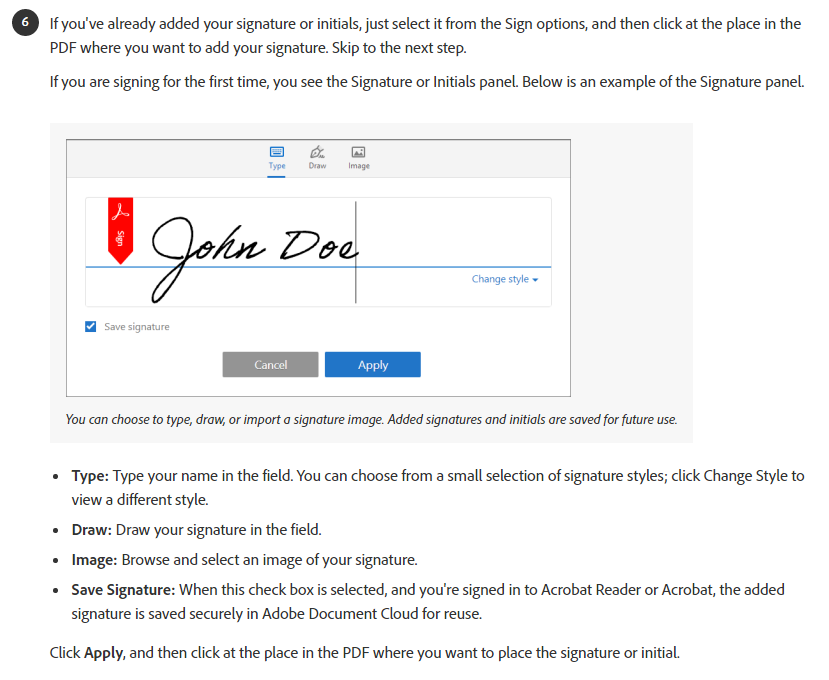 6
If you've already added your signature or initials, just select it from the Sign options, and then click at the place in the
PDF where you want to add your signature. Skip to the next step.
If you are signing for the first time, you see the Signature or Initials panel. Below is an example of the Signature panel.
Type Draw Image
Sign
John Doe
Change style
Save signature
Cancel Apply
You can choose to type, draw, or import a signature image. Added signatures and initials are saved for future use.
• Type: Type your name in the field. You can choose from a small selection of signature styles; click Change Style to
view a different style.
• Draw: Draw your signature in the field.
• Image: Browse and select an image of your signature.
• Save Signature: When this check box is selected, and you're signed in to Acrobat Reader or Acrobat, the added
signature is saved securely in Adobe Document Cloud for reuse.
Click Apply, and then click at the place in the PDF where you want to place the signature or initial.